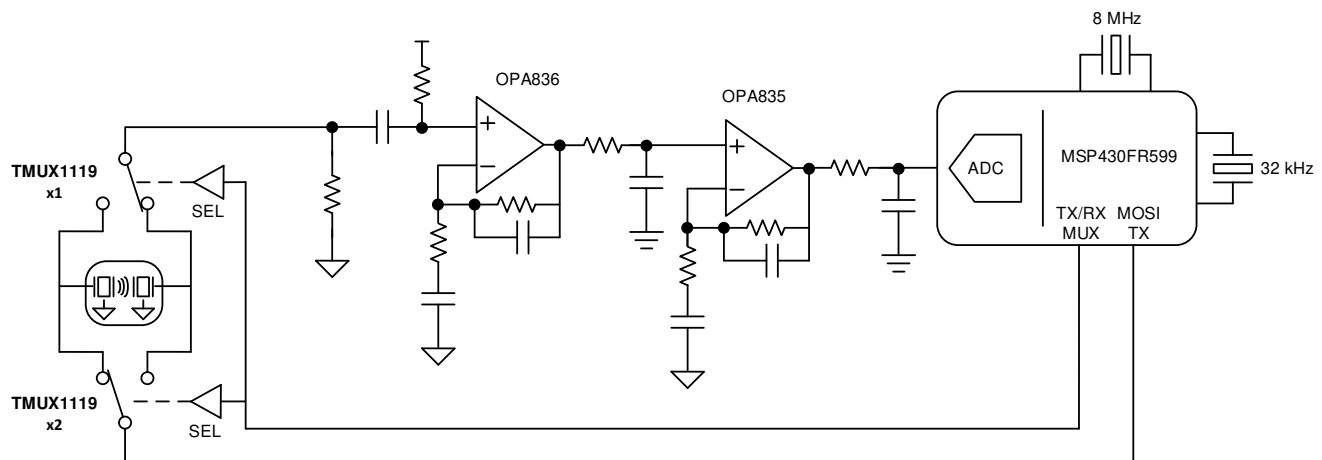 8 MHz
OPA836
OPA835
TMUX1119
x1
SEL
+
−
+
−
ADC
MSP430FR599
32 kHz
TX/RX MOSI
MUX TX
TMUX1119
x2
SEL